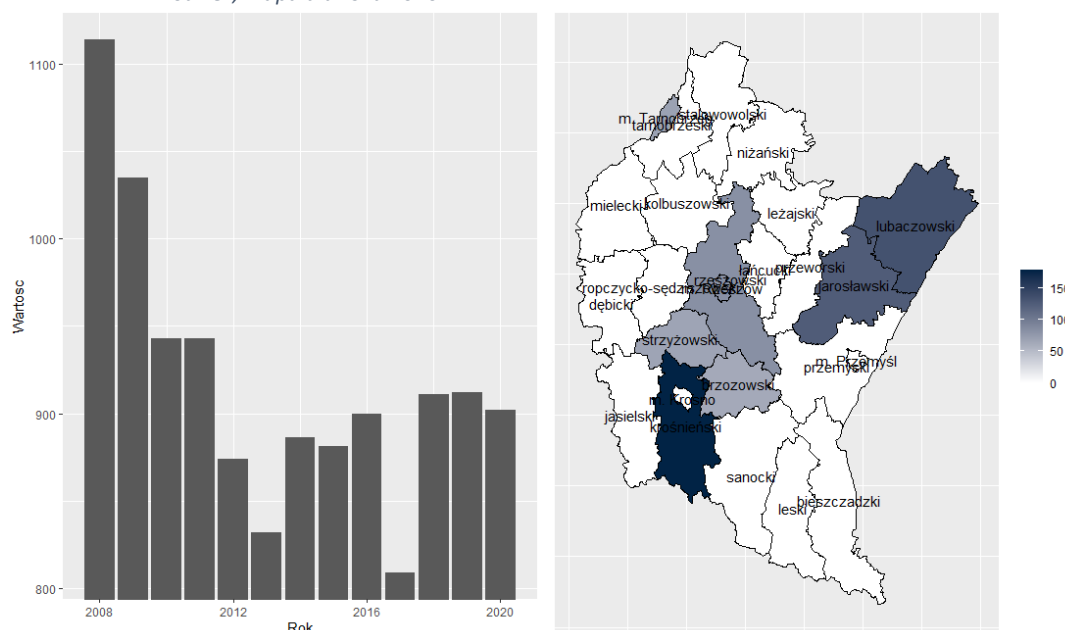 1100
1000
900
800
Wartosc
2008
2012
2016
2020
Rok
m. Tarnobrzeg
stalowowolski
tarnobrzeski
niżański
mielecki
kolbuszowski
leżajski
lubaczowski
łańcucki
przeworski
rzeszowski
ropczycko-sędziszowski
m. Rzeszów
jarosławski
dębicki
strzyżowski
m. Przemyśl
przemyski
brzozowski
m. Krosno
jasielski
krośnieński
sanocki
bieszczadzki
leski
150
100
50
0